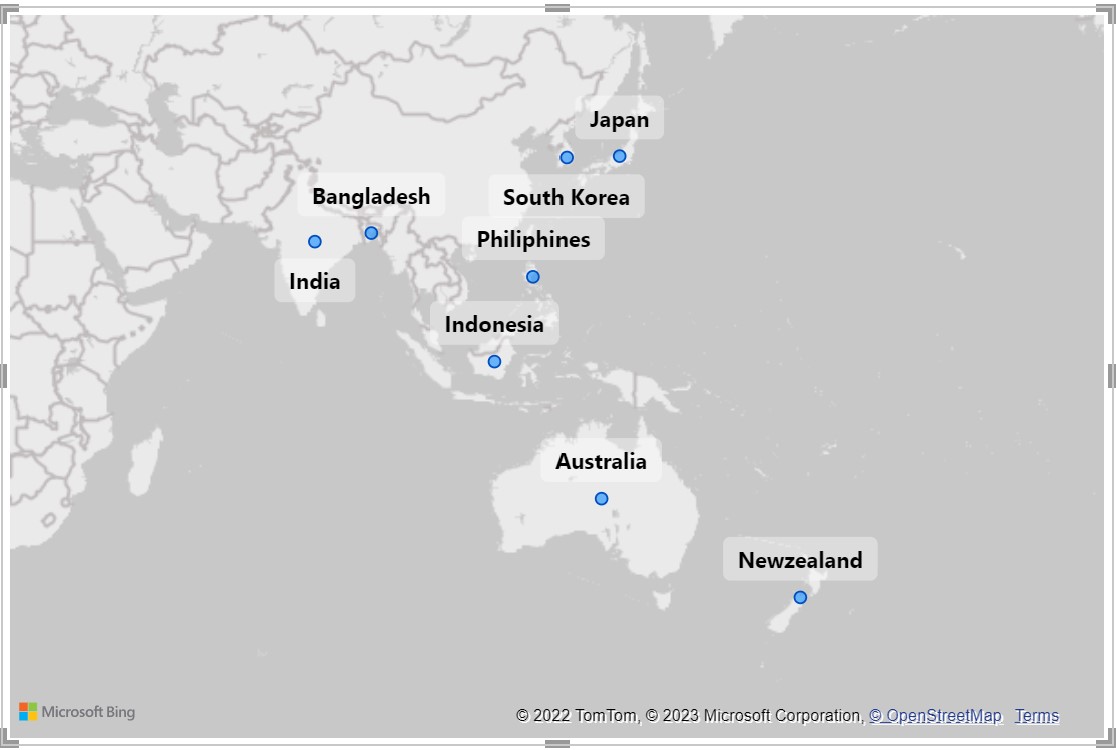 Japan
Bangladesh
South Korea
Philiphines
India
Indonesia
Australia
Newzealand
Microsoft Bing
© 2022 TomTom, © 2023 Microsoft Corporation, © OpenStreetMap Terms